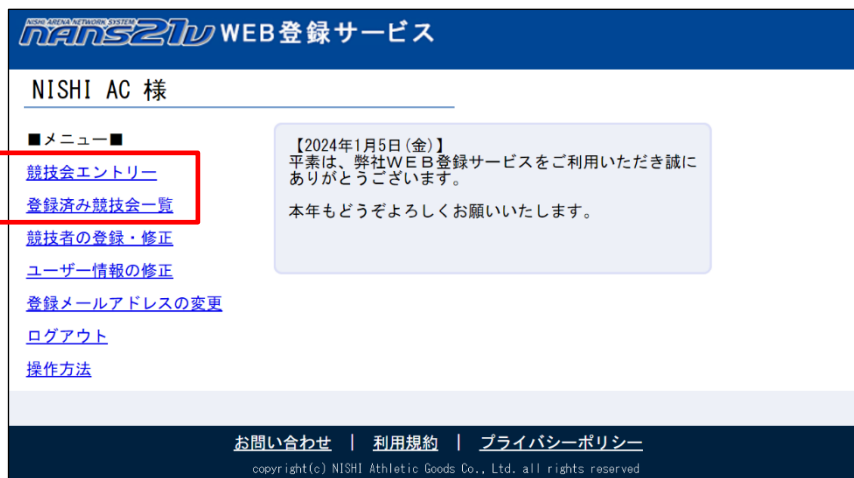 NISHI ARENA NETWORK SYSTEM
nans21v WEB登録サービス
NISHI AC 様
■メニュー■
競技会エントリー
登録済み競技会一覧
競技者の登録・修正
ユーザー情報の修正
登録メールアドレスの変更
ログアウト
操作方法
【2024年1月5日(金)】
平素は、弊社WEB登録サービスをご利用いただき誠に
ありがとうございます。
本年もどうぞよろしくお願いいたします。
お問い合わせ | 利用規約 | プライバシーポリシー
copyright(c) NISHI Athletic Goods Co., Ltd. all rights reserved